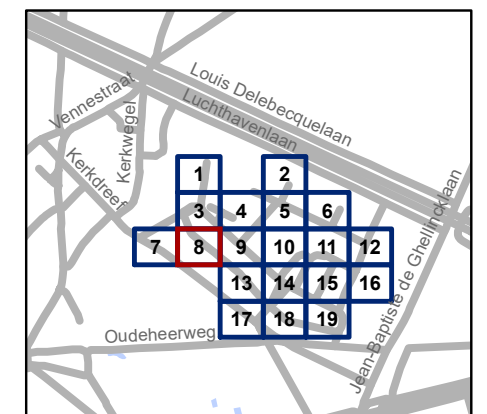 Louis Delebecquelaan
Luchthavenlaan
Vennestraat
Kerkwegel
Kerkdreef
1 2
3 4 5 6
7 8 9 10 11 12
13 14 15 16
17 18 19
Oudeheerweg
Jean-Baptiste de Ghellincklaan